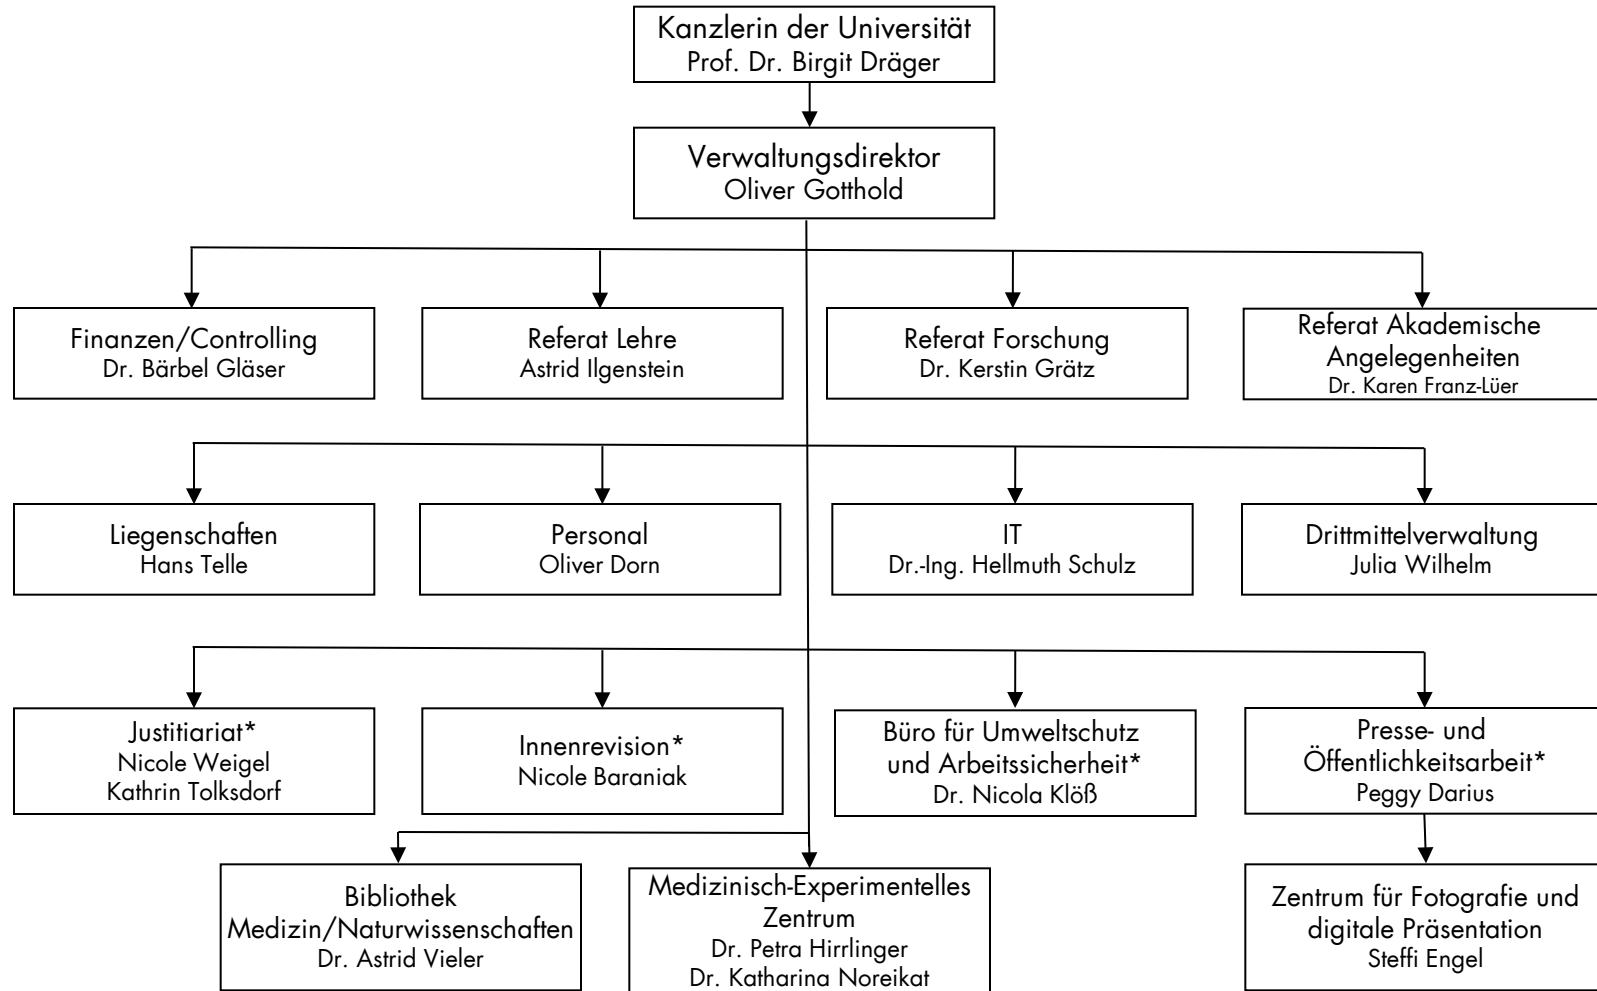 Kanzlerin der Universität
Prof. Dr. Birgit Dräger
Verwaltungsdirektor
Oliver Gotthold
Finanzen/Controlling
Dr. Bärbel Gläser
Referat Lehre
Astrid Ilgenstein
Referat Forschung
Dr. Kerstin Grätz
Referat Akademische
Angelegenheiten
Dr. Karen Franz-Lüer
Liegenschaften
Hans Telle
Personal
Oliver Dorn
IT
Dr.-Ing. Hellmuth Schulz
Drittmittelverwaltung
Julia Wilhelm
Justitiariat*
Nicole Weigel
Kathrin Tolksdorf
Innenrevision*
Nicole Baraniak
Büro für Umweltschutz
und Arbeitssicherheit*
Dr. Nicola Klöß
Presse- und
Öffentlichkeitsarbeit*
Peggy Darius
Bibliothek
Medizin/Naturwissenschaften
Dr. Astrid Vieler
Medizinisch-Experimentelles
Zentrum
Dr. Petra Hirrlinger
Dr. Katharina Noreikat
Zentrum für Fotografie und
digitale Präsentation
Steffi Engel